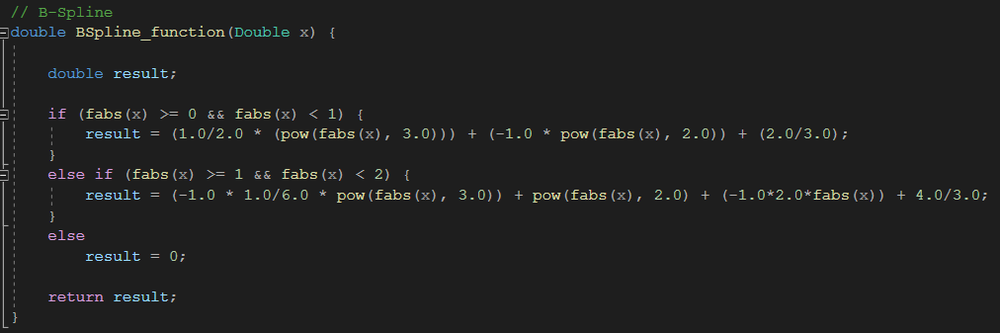 // B-Spline
double BSpline_function(Double x) {
double result;
if (fabs(x) >= 0 && fabs(x) < 1) {
result = (1.0/2.0 * (pow(fabs(x), 3.0))) + (-1.0 * pow(fabs(x), 2.0)) + (2.0/3.0);
}
else if (fabs(x) >= 1 && fabs(x) < 2) {
result = (-1.0 * 1.0/6.0 * pow(fabs(x), 3.0)) + pow(fabs(x), 2.0) + (-1.0*2.0*fabs(x)) + 4.0/3.0;
}
else
result = 0;
return result;
}